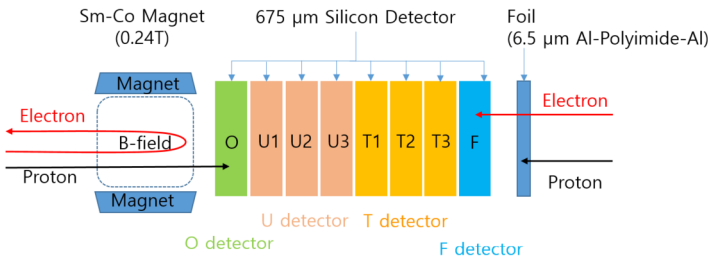 Sm-Co Magnet
(0.24T)
675 μm Silicon Detector
Foil
(6.5 μm Al-Polyimide-Al)
Magnet
Electron
B-field
Proton
Magnet
O
U1
U2
U3
T1
T2
T3
F
Electron
Proton
U detector
T detector
O detector
F detector